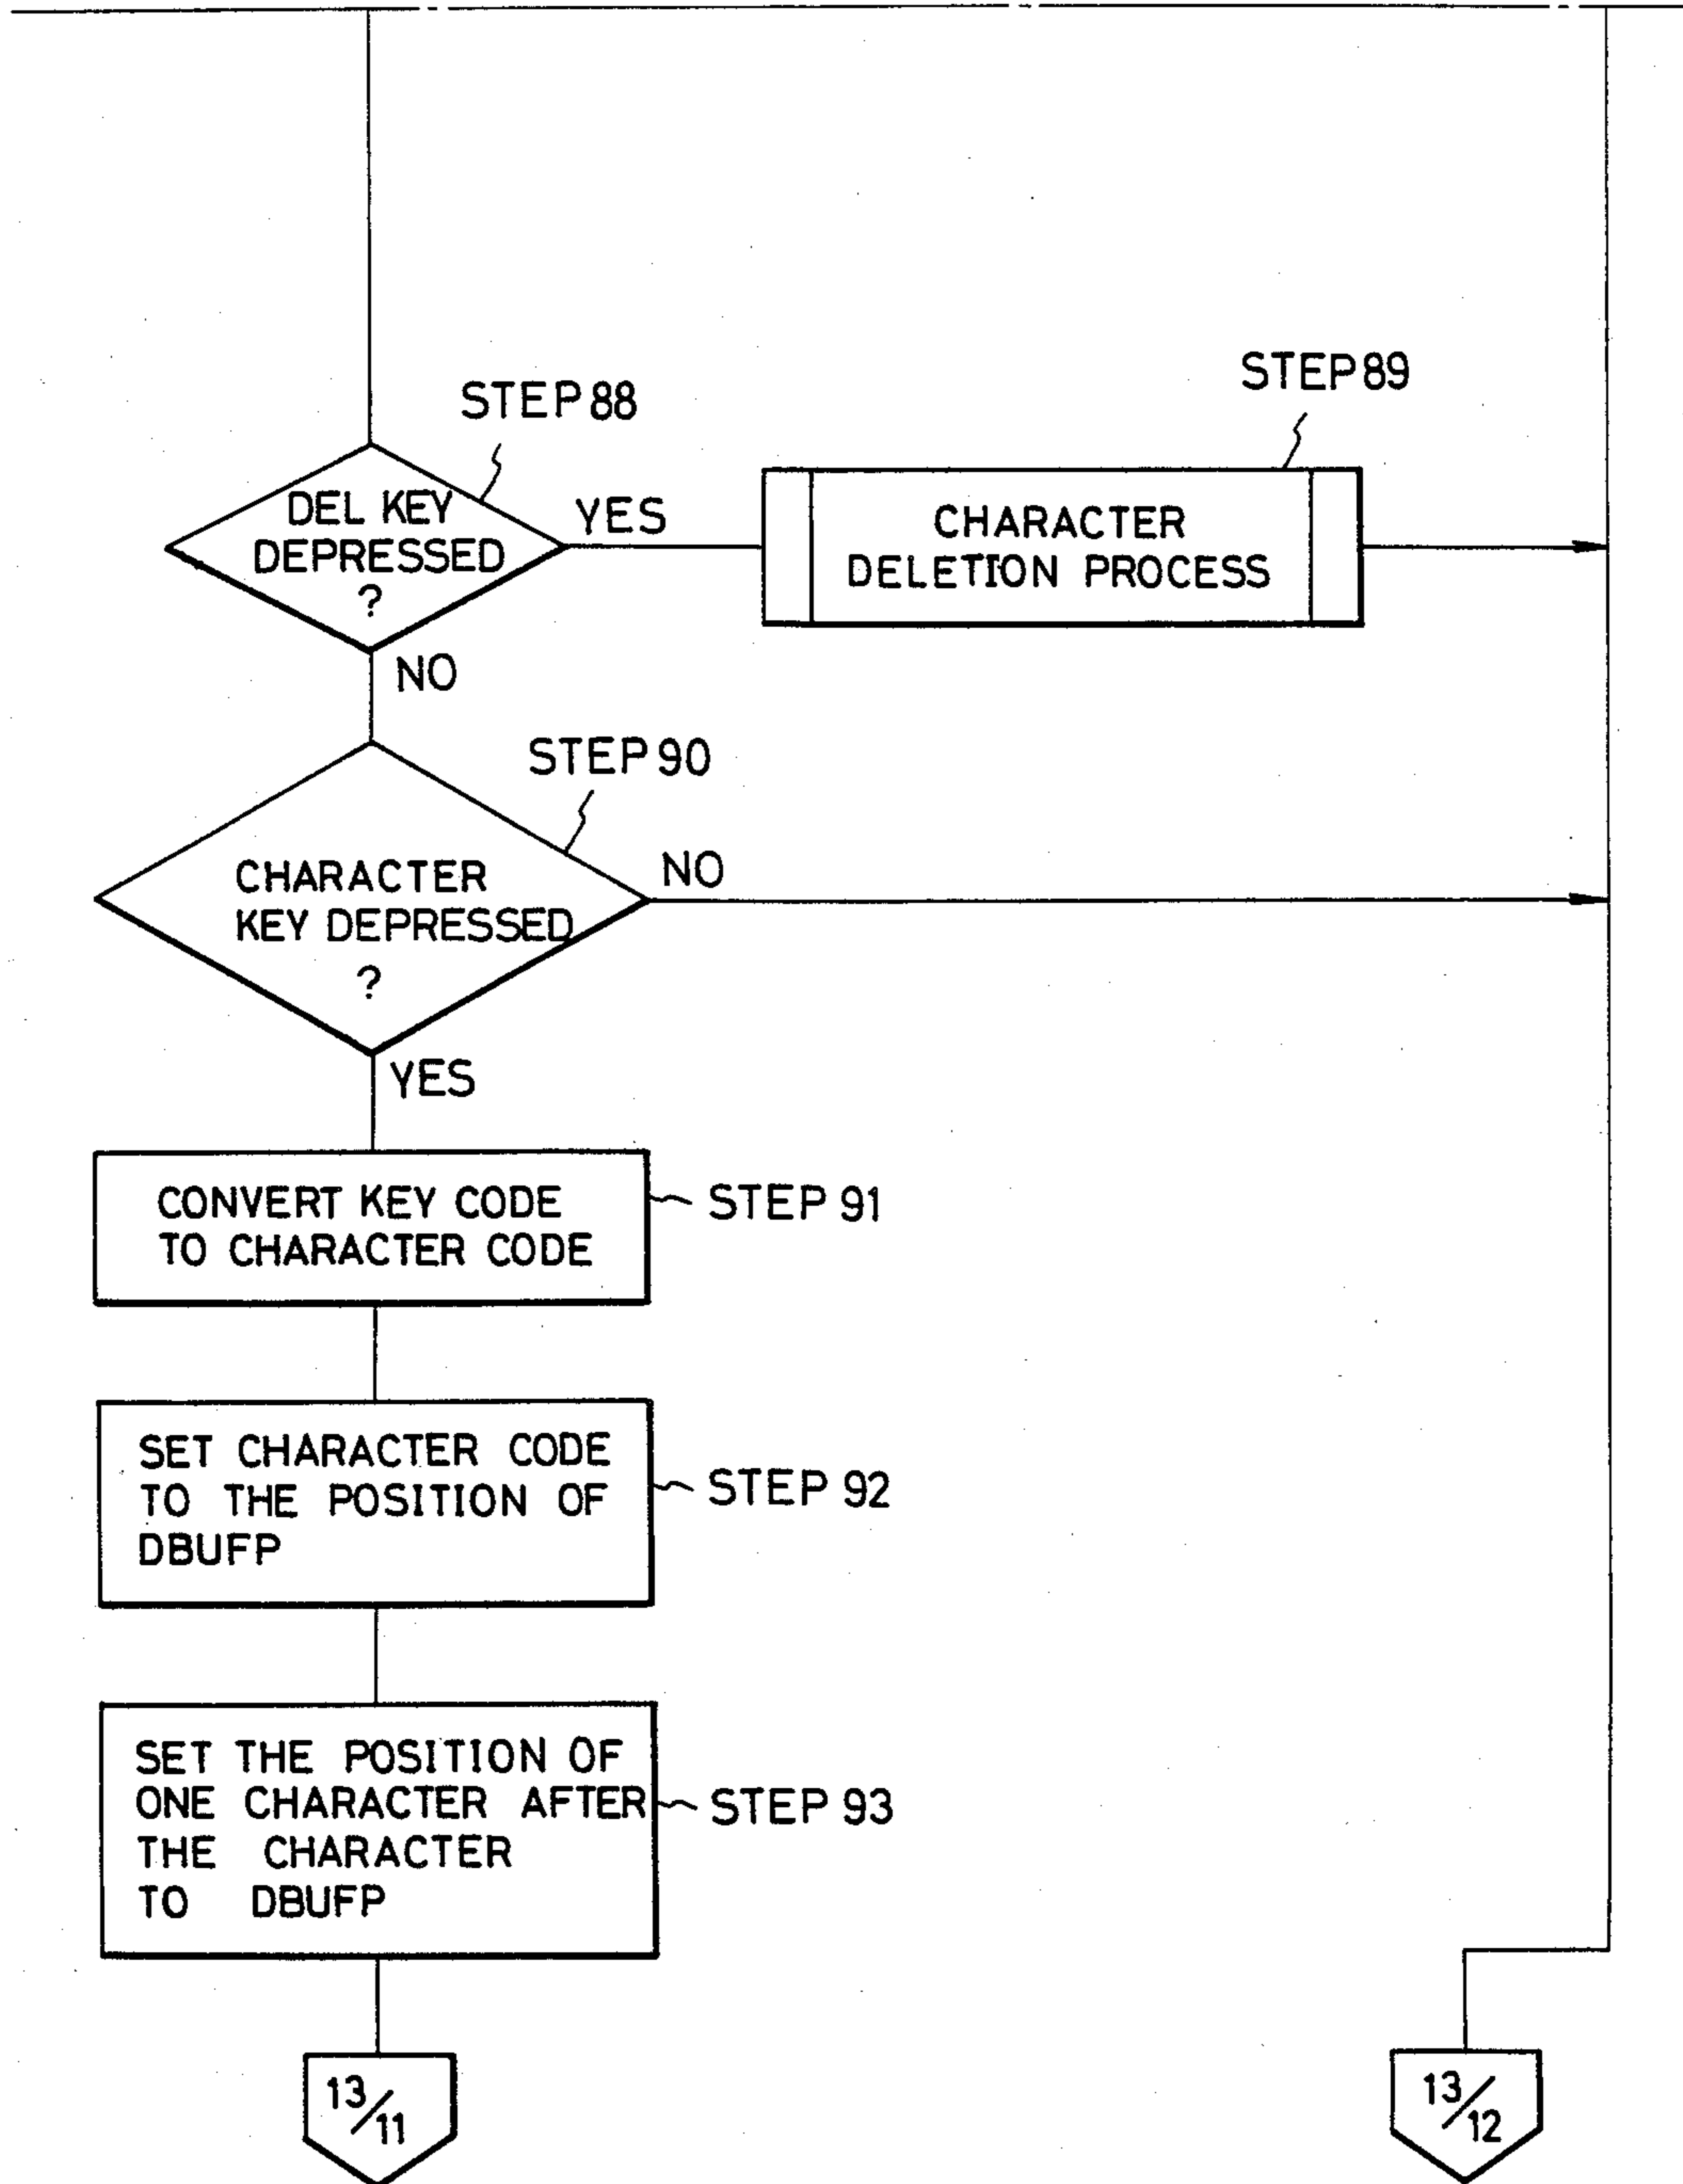 STEP 89
STEP 88
DEL KEY
DEPRESSED
?
YES
CHARACTER
DELETION PROCESS
NO
STEP 90
CHARACTER
KEY DEPRESSED
?
NO
YES
CONVERT KEY CODE
TO CHARACTER CODE
STEP 91
SET CHARACTER CODE
TO THE POSITION OF
DBUFP
STEP 92
SET THE POSITION OF
ONE CHARACTER AFTER
THE CHARACTER
TO DBUFP
STEP 93
13/11
13/12